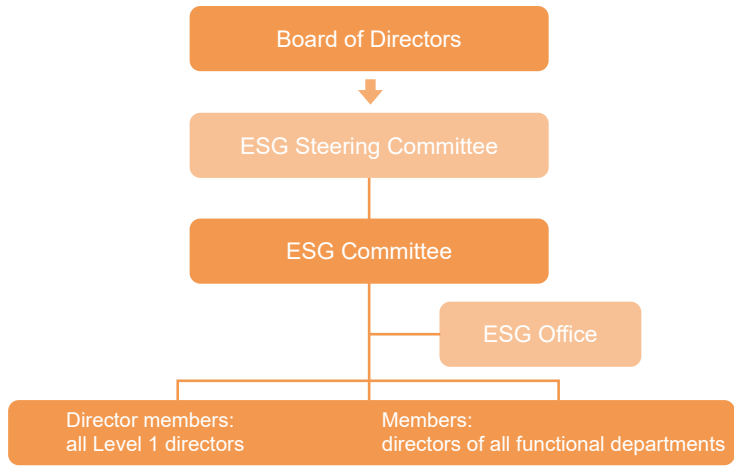 Board of Directors
ESG Steering Committee
ESG Committee
ESG Office
Director members:
all Level 1 directors
Members:
directors of all functional departments